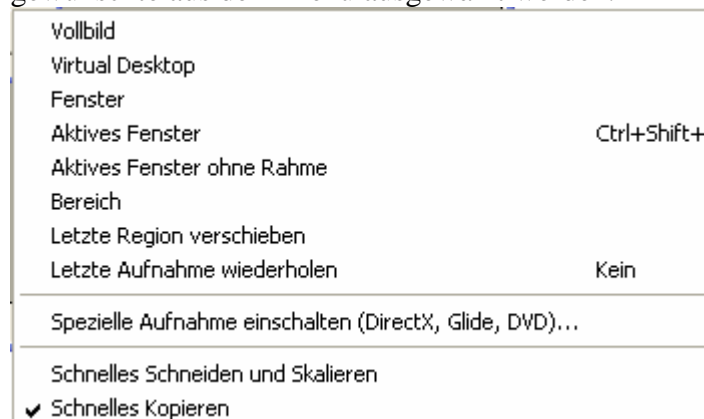 Vollbild
Virtual Desktop
Fenster
Aktives Fenster Ctrl+Shift+
Aktives Fenster ohne Rahme
Bereich
Letzte Region verschieben
Letzte Aufnahme wiederholen Kein
Spezielle Aufnahme einschalten (DirectX, Glide, DVD)...
Schnelles Schneiden und Skalieren
✔ Schnelles Kopieren